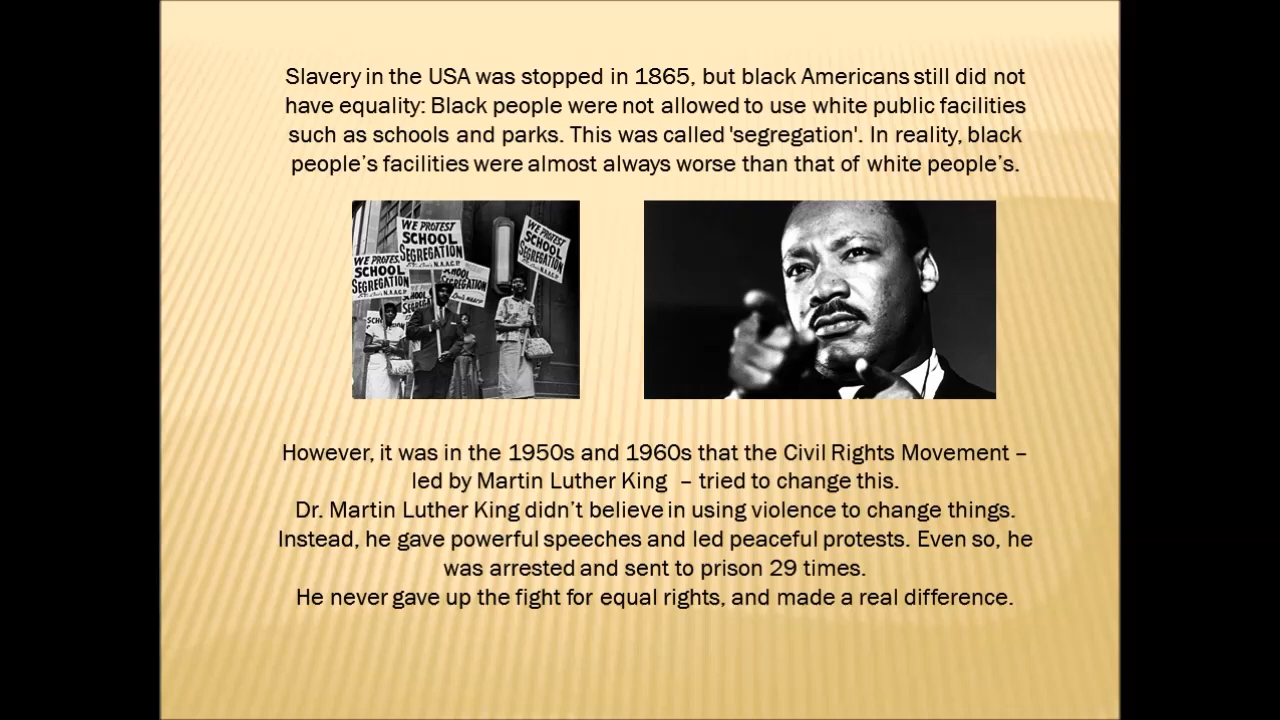 Slavery in the USA was stopped in 1865, but black Americans still did not
have equality: Black people were not allowed to use white public facilities
such as schools and parks. This was called 'segregation'. In reality, black
people’s facilities were almost always worse than that of white people’s.
WE PROTEST
SCHOOL
SEGREGATION
N.A.A.C.P.
WE PROTEST
SCHOOL
SEGREGATION
N.A.A.C.P.
WE PROTEST
SCHOOL
SEGREGATION
N.A.A.C.P.
SCHOOL
SEGREGATION
However, it was in the 1950s and 1960s that the Civil Rights Movement –
led by Martin Luther King – tried to change this.
Dr. Martin Luther King didn’t believe in using violence to change things.
Instead, he gave powerful speeches and led peaceful protests. Even so, he
was arrested and sent to prison 29 times.
He never gave up the fight for equal rights, and made a real difference.